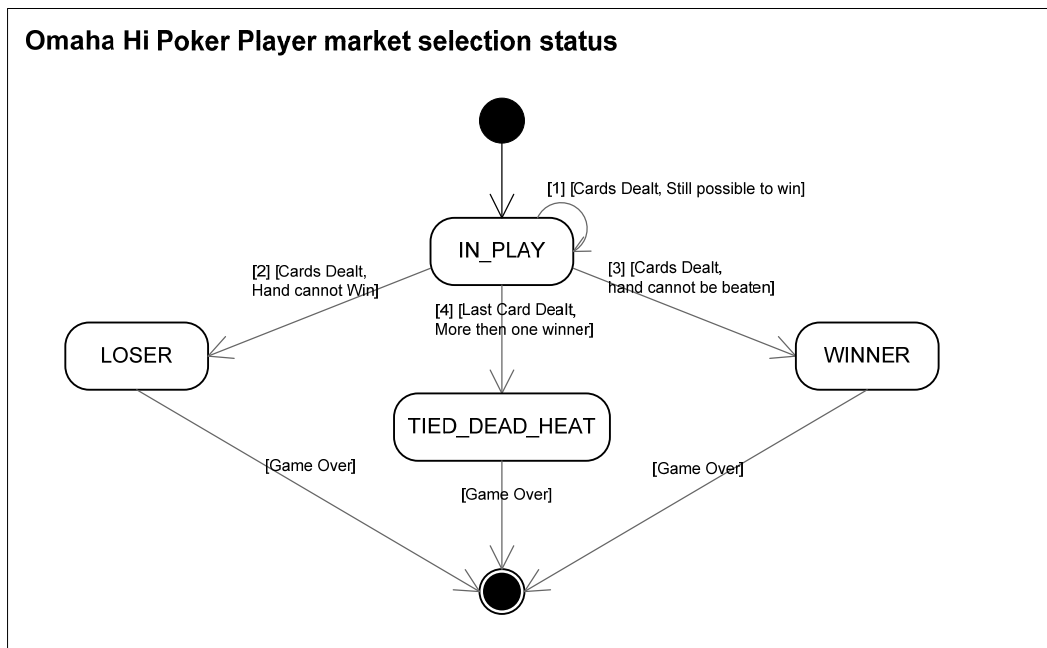 Omaha Hi Poker Player market selection status
[1] [Cards Dealt, Still possible to win]
IN_PLAY
[2] [Cards Dealt,
Hand cannot Win]
[3] [Cards Dealt,
hand cannot be beaten]
[4] [Last Card Dealt,
More then one winner]
LOSER
WINNER
TIED_DEAD_HEAT
[Game Over]
[Game Over]
[Game Over]